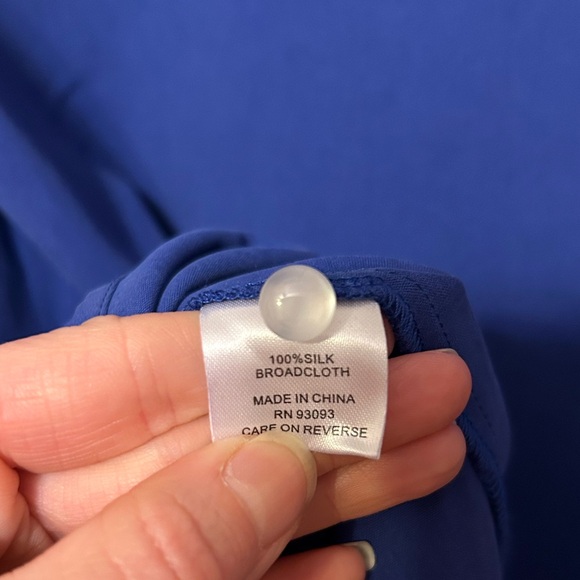 100%SILK
BROADCLOTH
MADE IN CHINA
RN 93093
CARE ON REVERSE